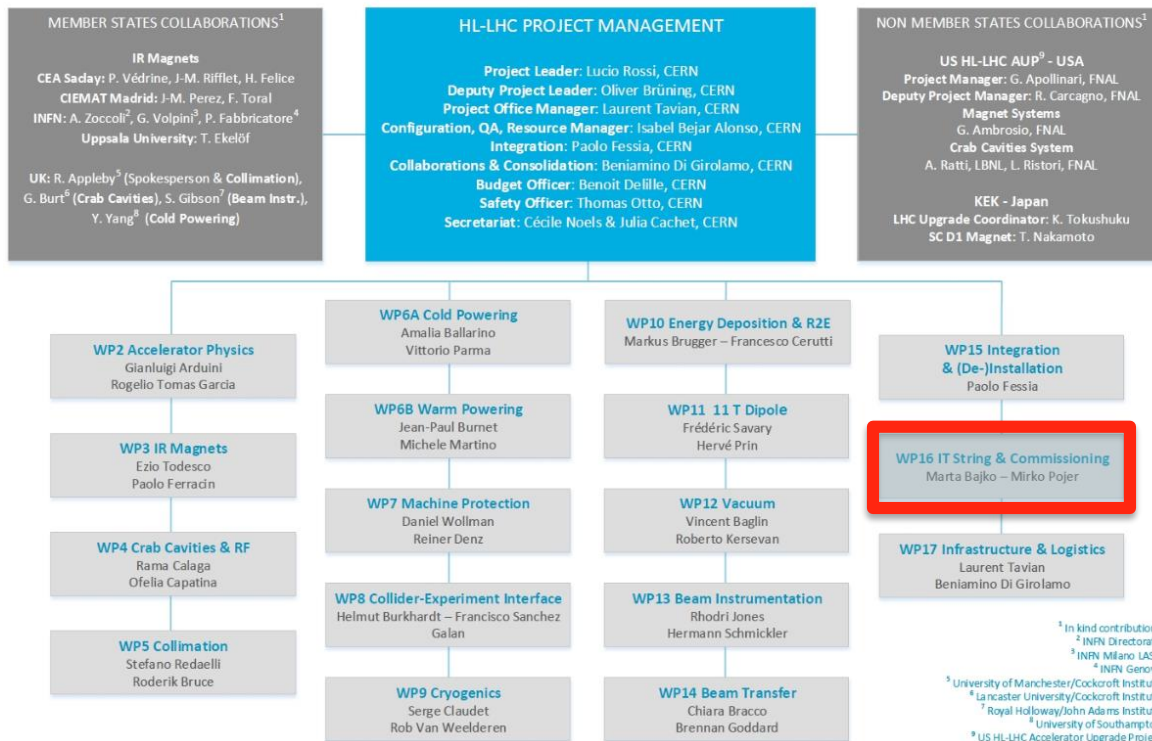 MEMBER STATES COLLABORATIONS1
IR Magnets
CEA Saclay: P. Védrine, J-M. Rifflet, H. Felice
CIEMAT Madrid: J-M. Perez, F. Toral
INFN: A. Zoccoli2, G. Volpini3, P. Fabbricatore4
Uppsala University: T. Ekelöf
UK: R. Appleby5 (Spokesperson & Collimation),
G. Burt6 (Crab Cavities), S. Gibson7 (Beam Instr.),
Y. Yang8 (Cold Powering)
HL-LHC PROJECT MANAGEMENT
Project Leader: Lucio Rossi, CERN
Deputy Project Leader: Oliver Brüning, CERN
Project Office Manager: Laurent Tavian, CERN
Configuration, QA, Resource Manager: Isabel Bejar Alonso, CERN
Integration: Paolo Fessia, CERN
Collaborations & Consolidation: Beniamino Di Girolamo, CERN
Budget Officer: Benoit Delille, CERN
Safety Officer: Thomas Otto, CERN
Secretariat: Cécile Noels & Julia Cachet, CERN
NON MEMBER STATES COLLABORATIONS1
US HL-LHC AUP9 - USA
Project Manager: G. Apollinari, FNAL
Deputy Project Manager: R. Carcagno, FNAL
Magnet Systems
G. Ambrosio, FNAL
Crab Cavities System
A. Ratti, LBNL, L. Ristori, FNAL
KEK - Japan
LHC Upgrade Coordinator: K. Tokushuku
SC D1 Magnet: T. Nakamoto
WP2 Accelerator Physics
Gianluigi Arduini
Rogelio Tomas Garcia
WP3 IR Magnets
Ezio Todesco
Paolo Ferracin
WP4 Crab Cavities & RF
Rama Calaga
Ofelia Capatina
WP5 Collimation
Stefano Redaelli
Roderik Bruce
WP6A Cold Powering
Amalia Ballarino
Vittorio Parma
WP6B Warm Powering
Jean-Paul Burnet
Michele Martino
WP7 Machine Protection
Daniel Wollman
Reiner Denz
WP8 Collider-Experiment Interface
Helmut Burkhardt – Francisco Sanchez
Galan
WP9 Cryogenics
Serge Claudet
Rob Van Weelderen
WP10 Energy Deposition & R2E
Markus Brugger – Francesco Cerutti
WP11 11 T Dipole
Frédéric Savary
Hervé Prin
WP12 Vacuum
Vincent Baglin
Roberto Kersevan
WP13 Beam Instrumentation
Rhodri Jones
Hermann Schmickler
WP14 Beam Transfer
Chiara Bracco
Brennan Goddard
WP15 Integration
& (De-)Installation
Paolo Fessia
WP16 IT String & Commissioning
Marta Bajko – Mirko Pojer
WP17 Infrastructure & Logistics
Laurent Tavian
Beniamino Di Girolamo
1 In kind contribution
2 INFN Directorat
3 INFN Milano LAS
4 INFN Genov
5 University of Manchester/Cockcroft Institut
6 Lancaster University/Cockcroft Institut
7 Royal Holloway/John Adams Institut
8 University of Southampto
9 US HL-LHC Accelerator Upgrade Projec